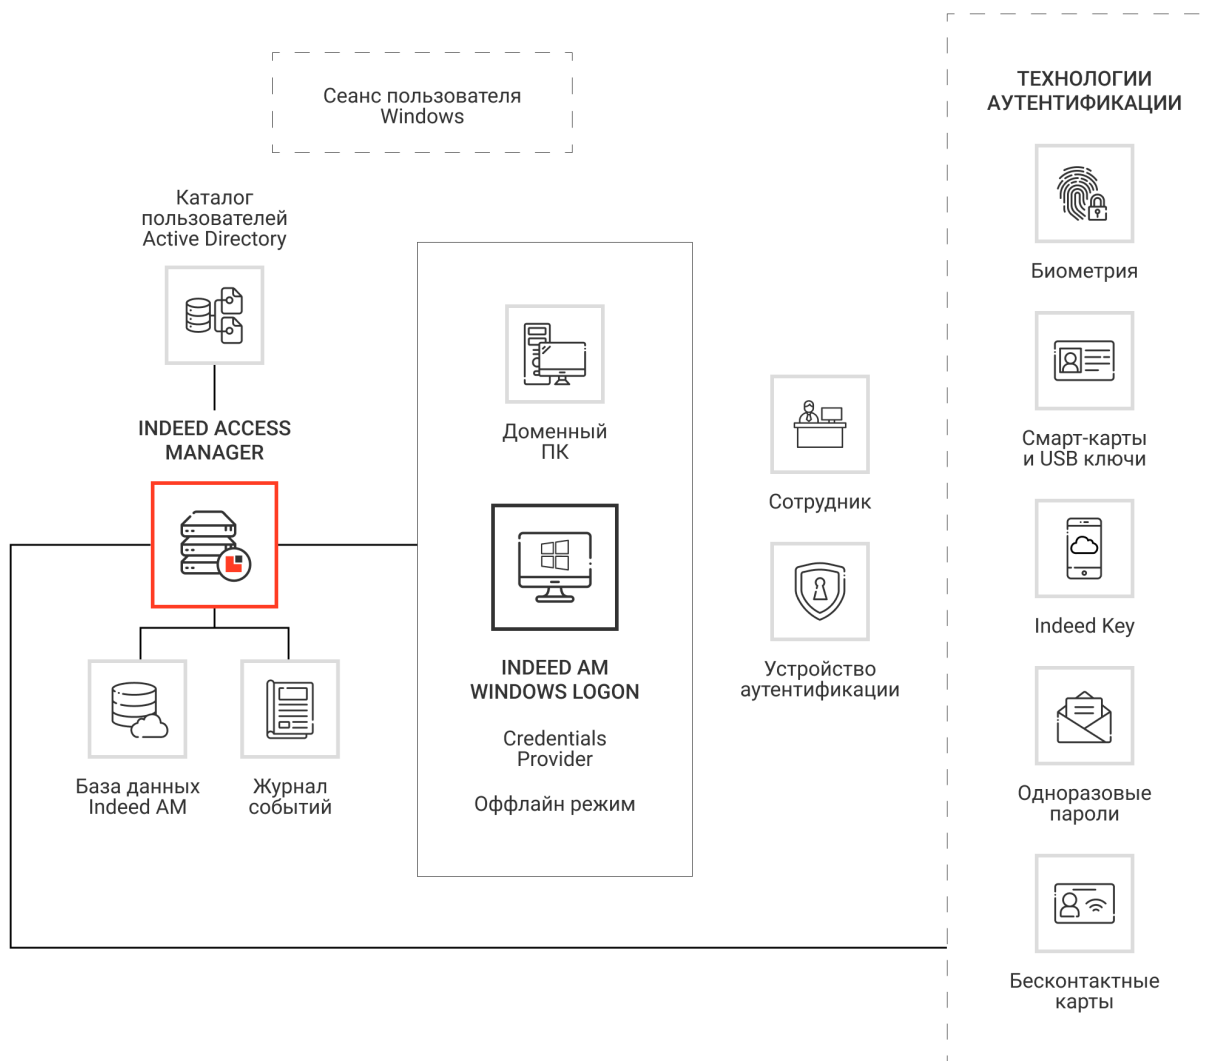 Сеанс пользователя
Windows
Каталог
пользователей
Active Directory
INDEED ACCESS
MANAGER
База данных
Indeed AM
Журнал
событий
Доменный
ПК
INDEED AM
WINDOWS LOGON
Credentials
Provider
Оффлайн режим
Сотрудник
Устройство
аутентификации
ТЕХНОЛОГИИ
АУТЕНТИФИКАЦИИ
Биометрия
Смарт-карты
и USB ключи
Indeed Key
Одноразовые
пароли
Бесконтактные
карты